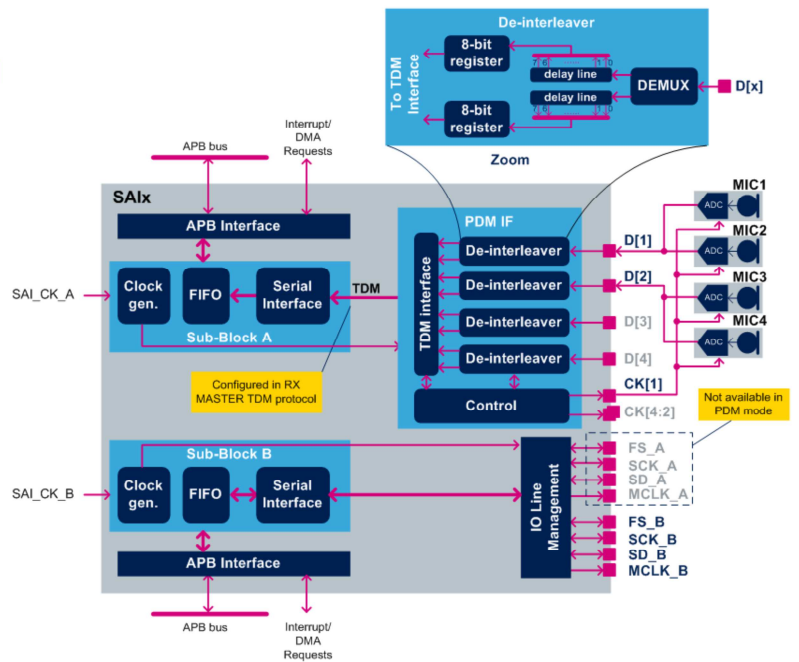 De-interleaver
To TDM
Interface
8-bit
register
7 6
1 0
delay line
DEMUX
D[x]
delay line
7 6
1 0
8-bit
register
Zoom
APB bus
Interrupt/
DMA
Requests
SAIx
APB Interface
SAI_CK_A
Clock
gen.
FIFO
Serial
Interface
Sub-Block A
TDM
Configured in RX
MASTER TDM protocol
PDM IF
TDM interface
De-interleaver
De-interleaver
De-interleaver
De-interleaver
Control
D[1]
D[2]
D[3]
D[4]
CK[1]
CK[4:2]
MIC1
ADC
MIC2
ADC
MIC3
ADC
MIC4
ADC
Not available in
PDM mode
Sub-Block B
SAI_CK_B
Clock
gen.
FIFO
Serial
Interface
APB Interface
IO Line
Management
FS_A
SCK_A
SD_A
MCLK_A
FS_B
SCK_B
SD_B
MCLK_B
APB bus
Interrupt/
DMA
Requests